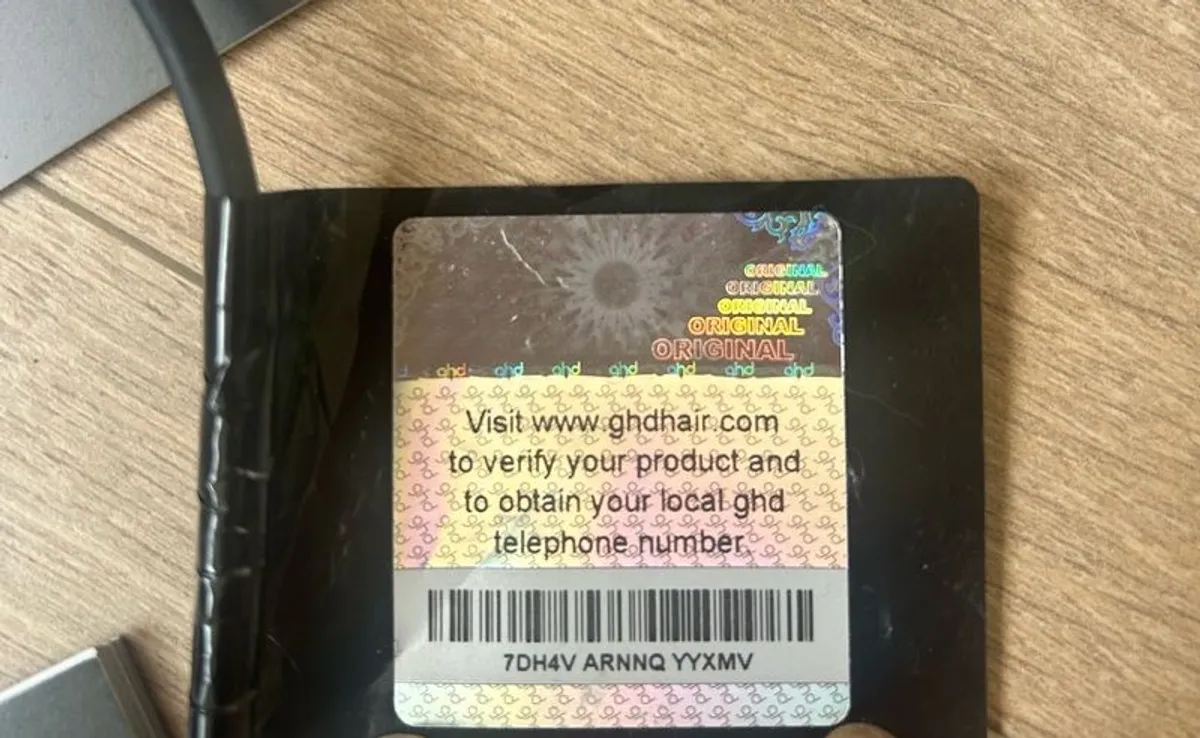 ORIGINAL
ORIGINAL
ORIGINAL
ORIGINAL
ORIGINAL
ghd ghd ghd ghd ghd ghd ghd
Visit www.ghdhair.com
to verify your product and
to obtain your local ghd
telephone number.
7DH4V ARNNQ YYXMV